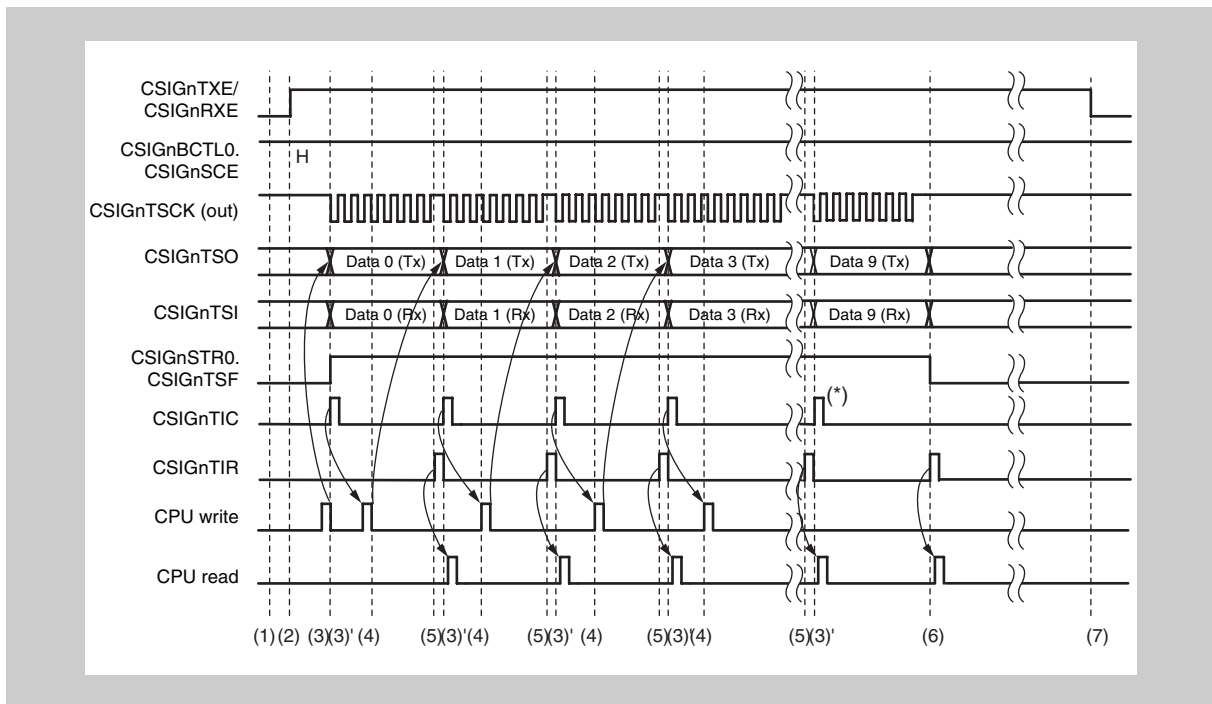 CSIGnTXE/
CSIGnRXE
CSIGnBCTL0.
CSIGnSCE
H
CSIGnTSCK (out)
CSIGnTSO
Data 0 (Tx)
Data 1 (Tx)
Data 2 (Tx)
Data 3 (Tx)
Data 9 (Tx)
CSIGnTSI
Data 0 (Rx)
Data 1 (Rx)
Data 2 (Rx)
Data 3 (Rx)
Data 9 (Rx)
CSIGnSTR0.
CSIGnTSF
CSIGnTIC
(*)
CSIGnTIR
CPU write
CPU read
(1) (2) (3)(3)' (4) (5)(3)'(4) (5)(3)' (4) (5)(3)'(4) (5)(3)' (6) (7)